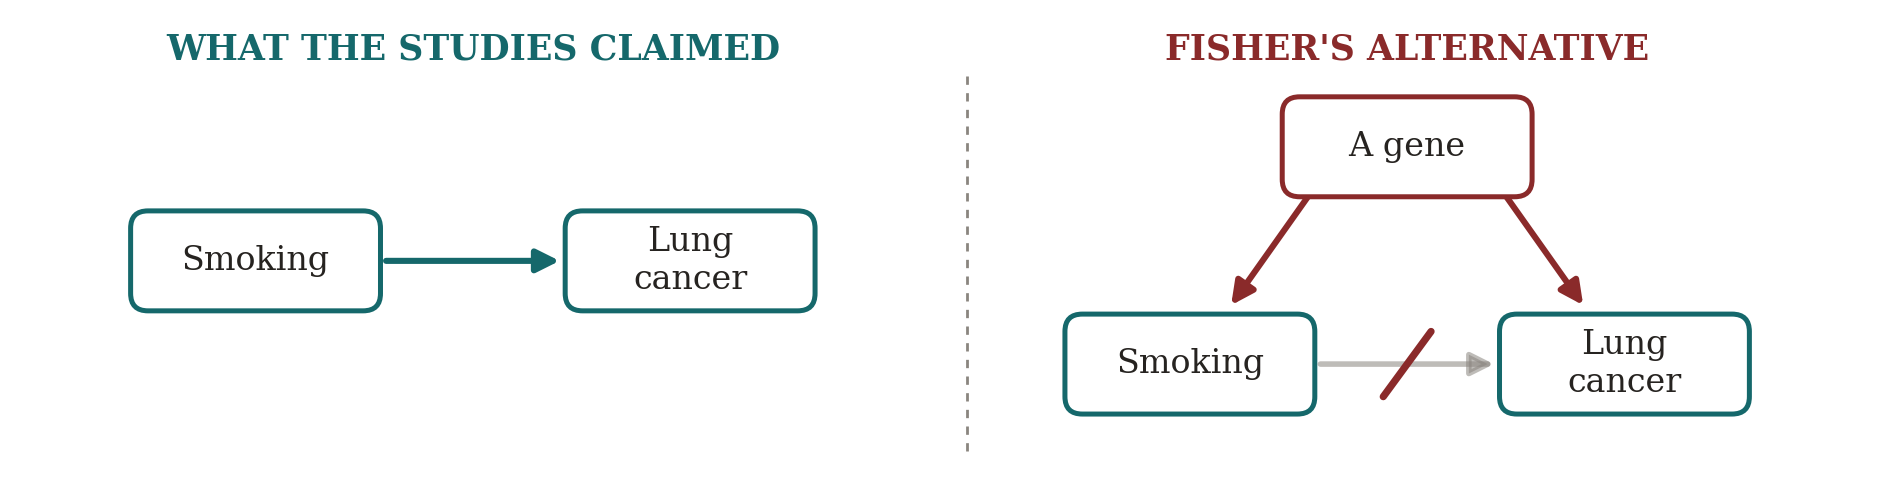 WHAT THE STUDIES CLAIMED
Smoking
Lung
cancer
FISHER'S ALTERNATIVE
A gene
Smoking
Lung
cancer